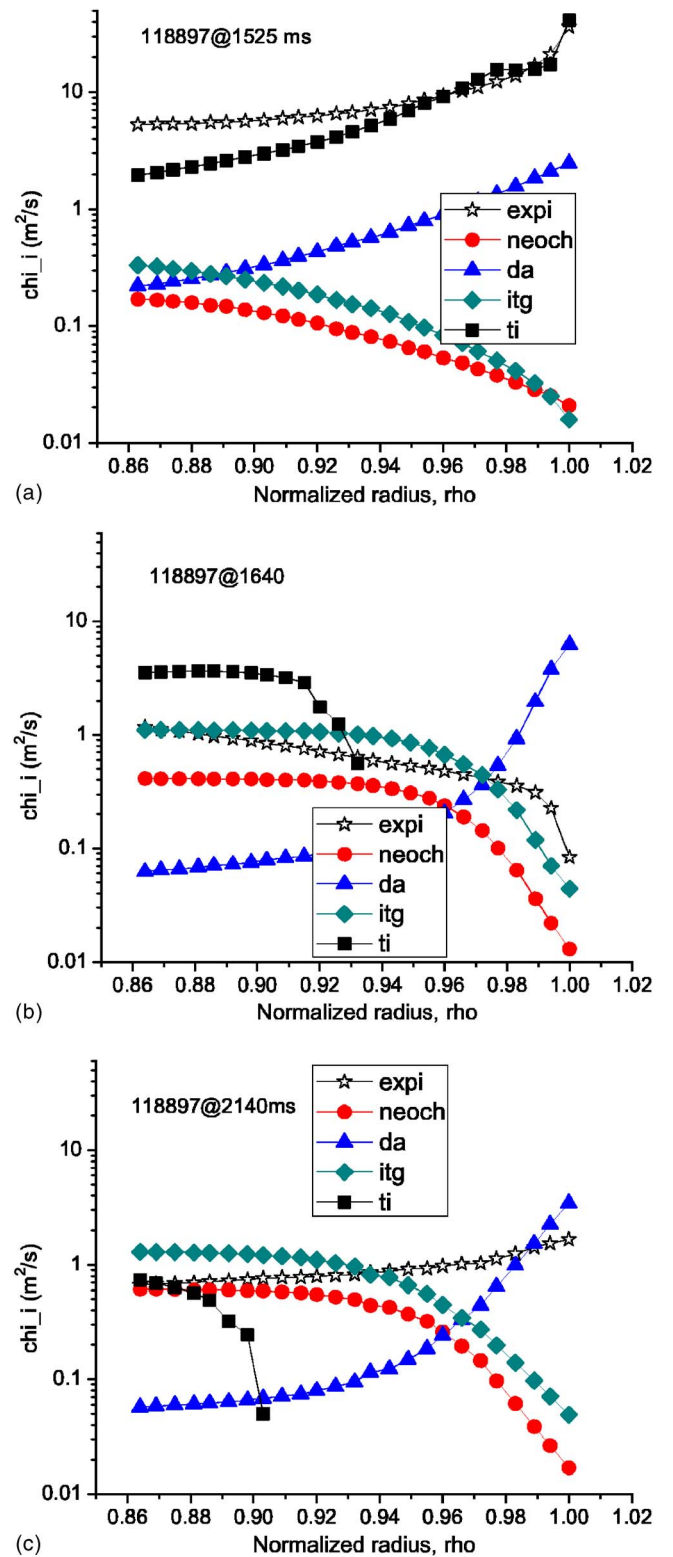 118897@1525 ms
10
1
0.1
0.01
chi_i (m²/s)
expi
neoch
da
itg
ti
0.86 0.88 0.90 0.92 0.94 0.96 0.98 1.00 1.02
(a)
Normalized radius, rho
118897@1640
10
1
0.1
0.01
chi_i (m²/s)
expi
neoch
da
itg
ti
0.86 0.88 0.90 0.92 0.94 0.96 0.98 1.00 1.02
(b)
Normalized radius, rho
118897@2140ms
10
1
0.1
0.01
chi_i (m²/s)
expi
neoch
da
itg
ti
0.86 0.88 0.90 0.92 0.94 0.96 0.98 1.00 1.02
(c)
Normalized radius, rho